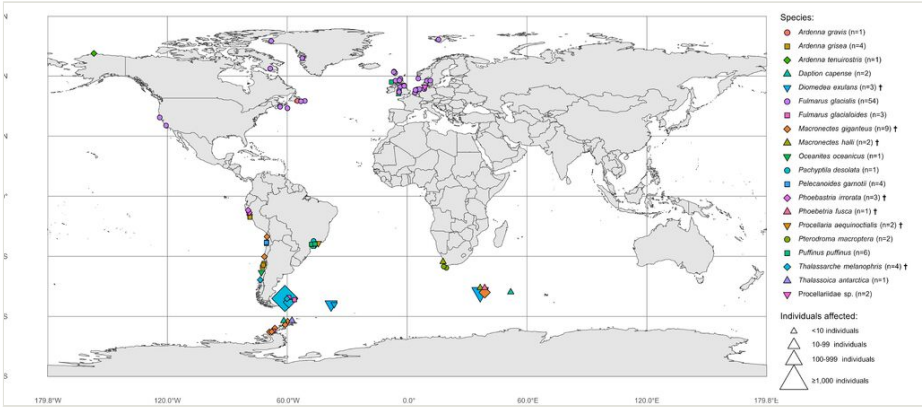 Species:
Ardenna gravis (n=1)
Ardenna grisea (n=4)
Ardenna tenuirostris (n=1)
Daption capense (n=2)
Diomedea exulans (n=3) †
Fulmarus glacialis (n=54)
Fulmarus glacialoides (n=3)
Macronectes giganteus (n=9) †
Macronectes halli (n=2) †
Oceanites oceanicus (n=1)
Pachyptila desolata (n=1)
Pelecanoides garnotii (n=4)
Phoebastria irrorata (n=3) †
Phoebetria fusca (n=1) †
Procellaria aequinoctialis (n=2) †
Pterodroma macroptera (n=2)
Puffinus puffinus (n=6)
Thalassarche melanophris (n=4) †
Thalassoica antarctica (n=1)
Procellariidae sp. (n=2)
Individuals affected:
<10 individuals
10-99 individuals
100-999 individuals
≥1,000 individuals
N
N
N
S
S
S
179.8°W 120.0°W 60.0°W 0.0° 60.0°E 120.0°E 179.8°E